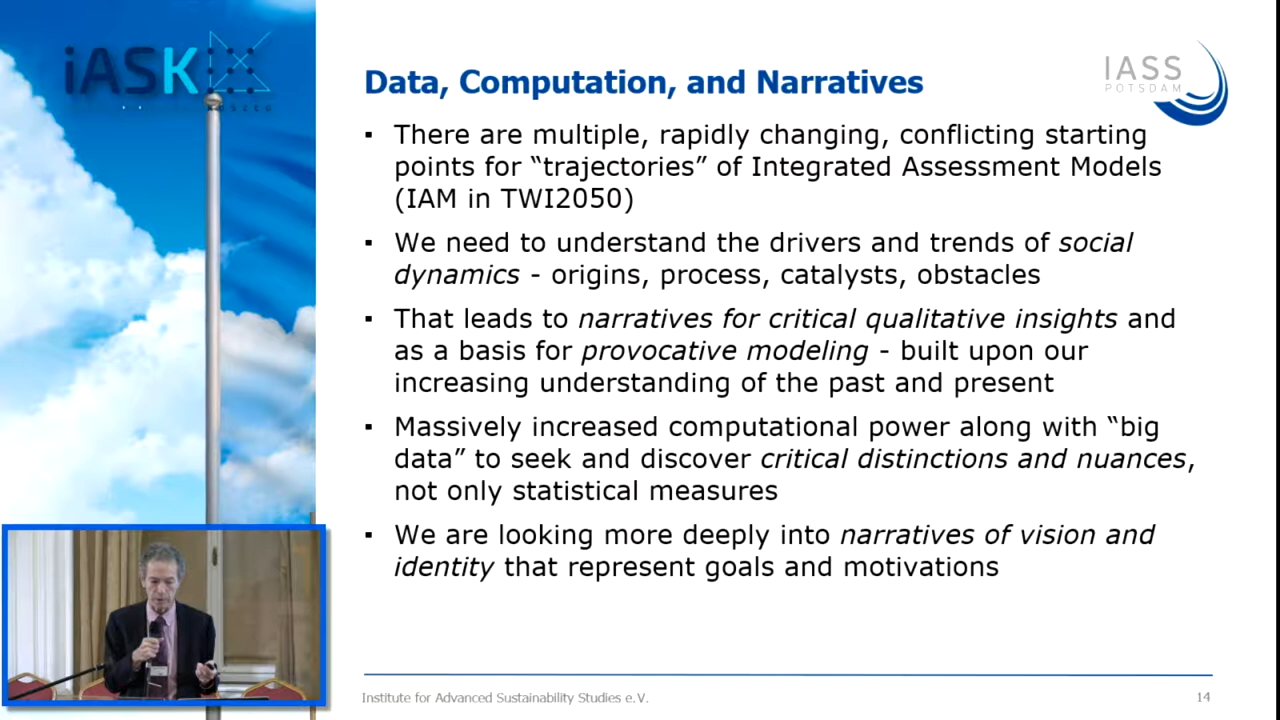 iASK
Data, Computation, and Narratives
IASS
POTSDAM
▪ There are multiple, rapidly changing, conflicting starting
points for “trajectories” of Integrated Assessment Models
(IAM in TWI2050)
▪ We need to understand the drivers and trends of social
dynamics - origins, process, catalysts, obstacles
▪ That leads to narratives for critical qualitative insights and
as a basis for provocative modeling - built upon our
increasing understanding of the past and present
▪ Massively increased computational power along with “big
data” to seek and discover critical distinctions and nuances,
not only statistical measures
▪ We are looking more deeply into narratives of vision and
identity that represent goals and motivations
Institute for Advanced Sustainability Studies e.V.
14